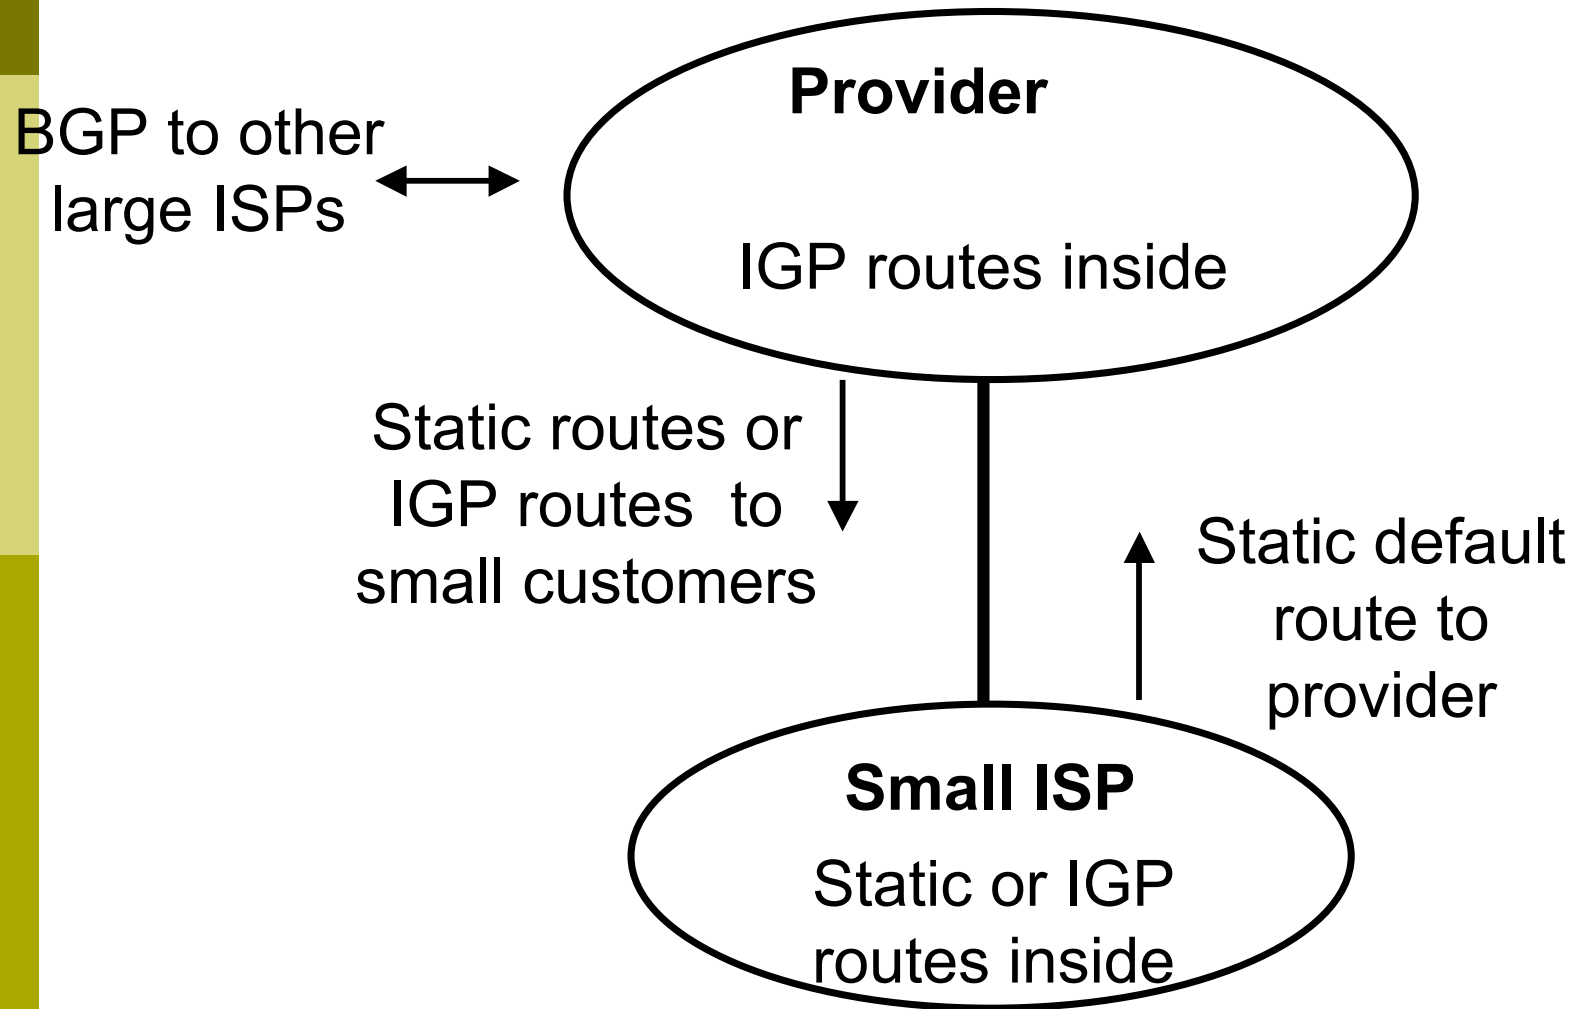 Provider
BGP to other
large ISPs
IGP routes inside
Static routes or
IGP routes  to
small customers
Static default
route to
provider
Small ISP
Static or IGP
routes inside